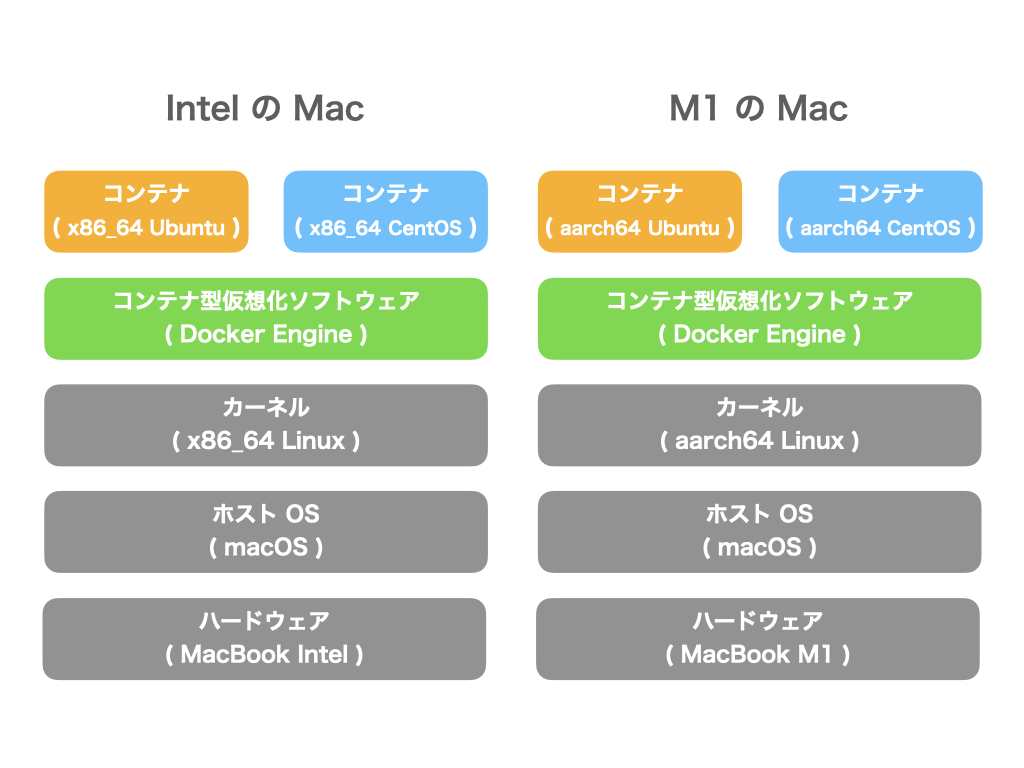 Intel の Mac
コンテナ
( x86_64 Ubuntu )
コンテナ
( x86_64 CentOS )
コンテナ型仮想化ソフトウェア
( Docker Engine )
カーネル
( x86_64 Linux )
ホスト OS
( macOS )
ハードウェア
( MacBook Intel )
M1 の Mac
コンテナ
( aarch64 Ubuntu )
コンテナ
( aarch64 CentOS )
コンテナ型仮想化ソフトウェア
( Docker Engine )
カーネル
( aarch64 Linux )
ホスト OS
( macOS )
ハードウェア
( MacBook M1 )